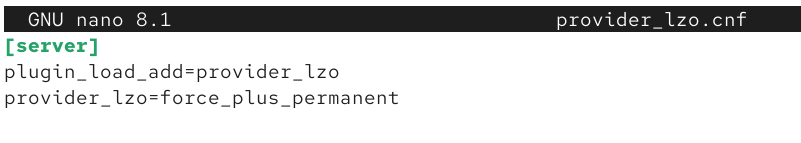 GNU nano 8.1 provider_lzo.cnf
[server]
plugin_load_add=provider_lzo
provider_lzo=force_plus_permanent